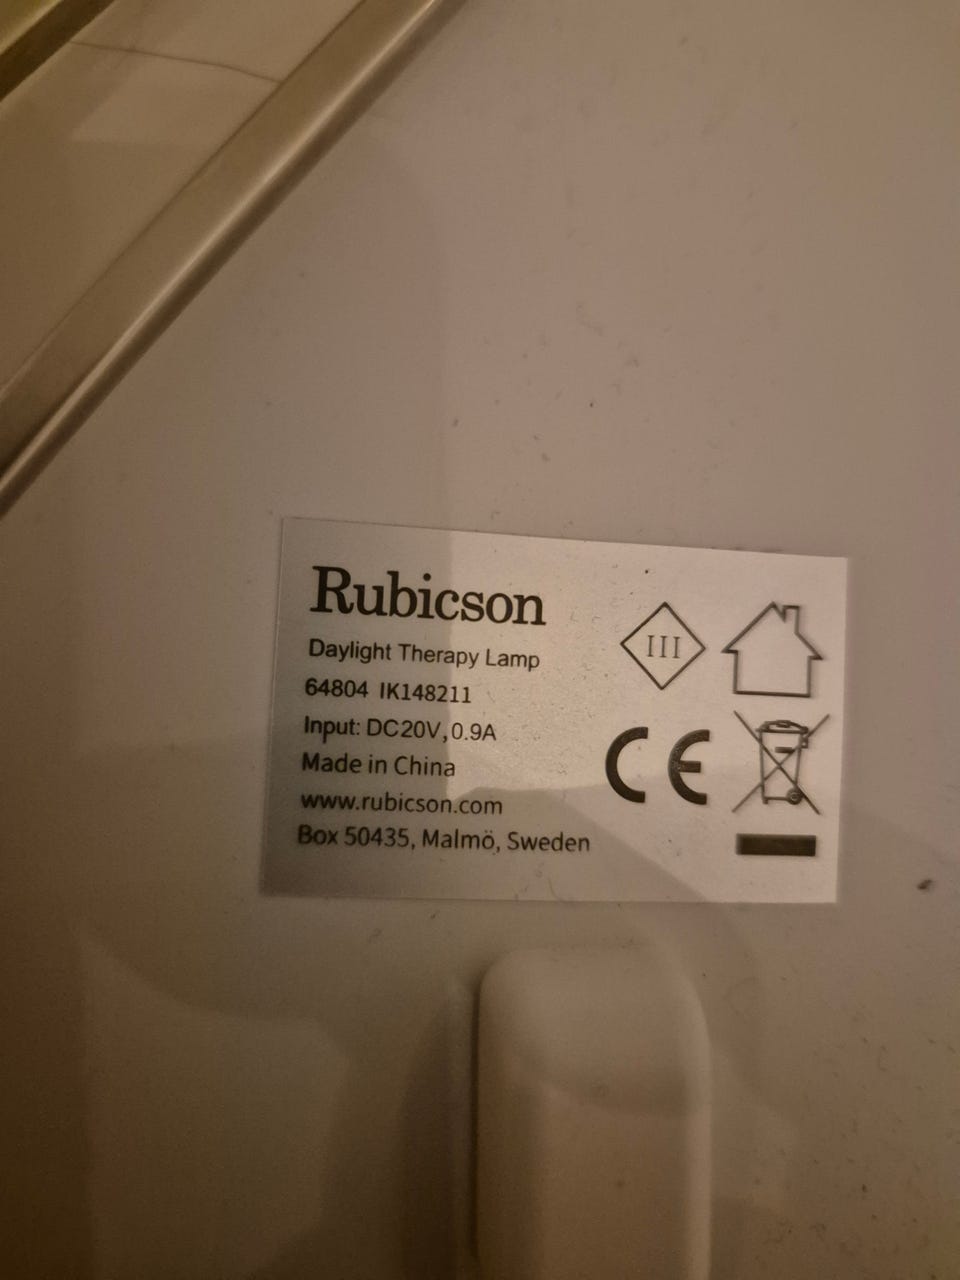 Rubicson
Daylight Therapy Lamp
64804 IK148211
Input: DC20V,0.9A
Made in China
www.rubicson.com
Box 50435, Malmö, Sweden
III
CE